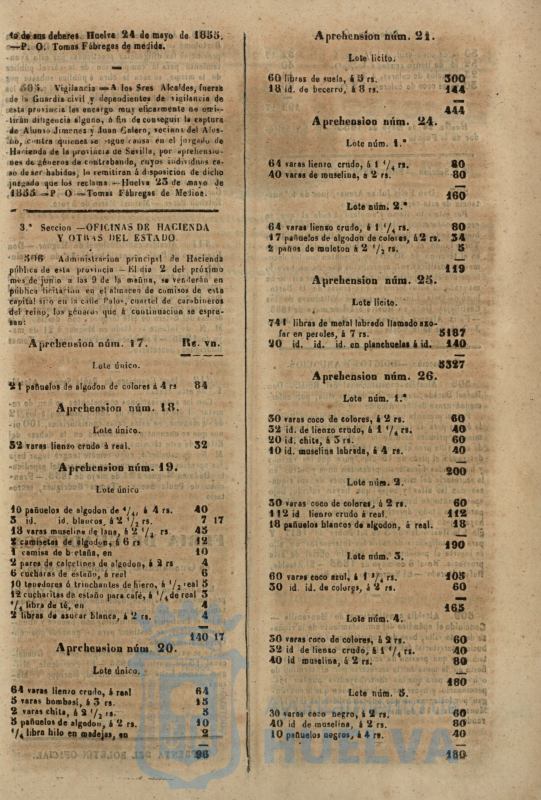 to de sus deberes. Huelva 24 de mayo de 1855.
—P. O. Tomas Fábregas de medina.
505. Vigilancia =A los Sres Alcaldes, fuerza
de la Guardia civil y dependientes de vigilancia de
esta provincia les encargo muy eficazmente no omi-
tirán diligencia alguna, á fin de conseguir la captura
de Alonso Jimenez y Juan Calero, vecinos del Alos-
no, contra quienes se sigue causa en el juzgado de
Hacienda de la provincia de Sevilla, por aprehensio-
nes de géneros de contrabando, cuyos individuos ca-
so de ser habidos, lo remitirán á disposicion de dicho
juzgado que los reclama.—Huelva 23 de mayo de
1855 =P O =Tomas Fábregas de Medina.
3.ª Seccion —OFICINAS DE HACIENDA
Y OTRAS DEL ESTADO
506 Administracion principal de Hacienda
pública de esta provincia —El dia 2 del próximo
mes de junio a las 9 de la mañna, se venderán en
pública licitacion en el almacen de comisos de esta
capital sito en la calle Palos, cuartel de carabineros
del reino, los géneros que á continuacion se espre-
san:
Aprehension núm. 17. Rs. vn.
Lote único.
21 pañuelos de algodon de colores á 4 rs 84
Aprehension núm. 18.
Lote único.
32 varas lienzo crudo á real. 32
Aprehension núm. 19.
Lote único
10 pañuelos de algodon de 4/4, á 4 rs. 40
3 id. id. blancos, á 2 1/2 rs. 7 17
18 varas muselina de lana, á 2 1/2 rs 45
2 camisetas de algodon, á 6 rs 12
1 camisa de bretaña, en 10
2 pares de calcetines de algodon, á 2 rs 4
6 cucharas de estaño, á real 6
10 tenedores ó trinchantes de hiero, á 1/2 real 5
12 cucharitas de estaño para café, á 1/4 de real 3
1/4 libra de té, en 4
2 libras de azucar blanca, á 2 rs. 4
140 17
Aprehension núm. 20.
Lote único.
64 varas lienzo crudo, á real 64
5 varas bombasí, á 3 rs. 15
2 varas chita, á 2 1/2 rs. 5
5 pañuelos de algodon, á 2 rs. 10
1/4 libra hilo en madejas, en 2
96
Aprehension núm. 21.
Lote lícito.
60 libras de suela, á 5 rs. 300
18 id. de becerro, á 8 rs. 144
444
Aprehension núm. 24.
Lote núm. 1.º
64 varas lienzo crudo, á 1 1/4 rs. 80
40 varas de muselina, á 2 rs. 80
160
Lote núm. 2.º
64 varas lienzo crudo, á 1 1/4 rs. 80
17 pañuelos de algodon de colores, á 2 rs. 34
2 paños de muleton á 2 1/2 rs. 5
119
Aprehension núm. 25.
Lote lícito.
741 libras de metal labrado llamado azo-
far en peroles, á 7 rs. 5187
20 id. id. id. en planchuelas á id. 140
5327
Aprehension núm. 26.
Lote núm. 1.º
30 varas coco de colores, á 2 rs. 60
32 id. de lienzo crudo, á 1 1/4 rs. 40
20 id. chita, á 3 rs. 60
10 id. muselina labrada, á 4 rs. 40
200
Lote núm. 2.
30 varas coco de colores, á 2 rs. 60
112 id lienzo crudo á real. 112
18 pañuelos blancos de algodon, á real. 18
190
Lote núm. 3.
60 varas coco azul, á 1 3/4 rs. 105
30 id. id. de colores, á 2 rs. 60
165
Lote núm. 4.
30 varas coco de colores, á 2 rs. 60
32 id de lienzo crudo, á 1 1/4 rs. 40
40 id muselina, á 2 rs. 80
180
Lote núm. 5.
30 varas coco negro, á 2 rs. 60
40 id de muselina, á 2 rs. 80
10 pañuelos negros, á 4 rs. 40
180
HUELVA